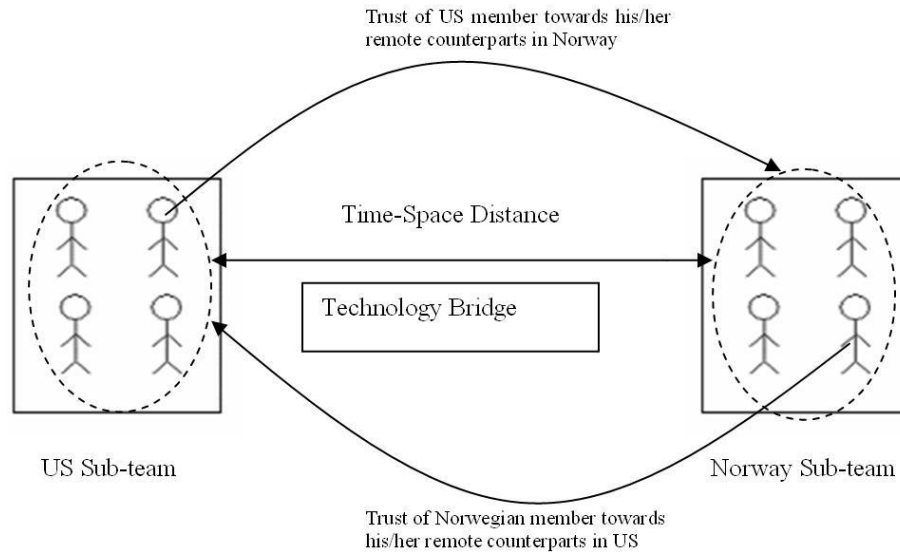 Trust of US member towards his/her
remote counterparts in Norway
Time-Space Distance
Technology Bridge
US Sub-team
Norway Sub-team
Trust of Norwegian member towards
his/her remote counterparts in US